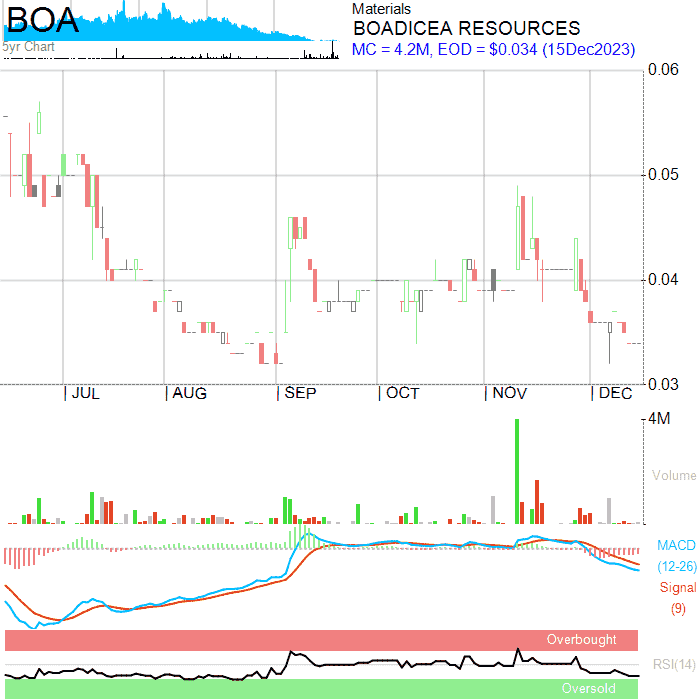 BOA
5yr Chart
Materials
BOADICEA RESOURCES
MC = 4.2M, EOD = $0.034 (15Dec2023)
0.06
0.05
0.04
0.03
| JUL | AUG | SEP | OCT | NOV | DEC
4M
Volume
MACD
(12-26)
Signal
(9)
Overbought
RSI(14)
Oversold